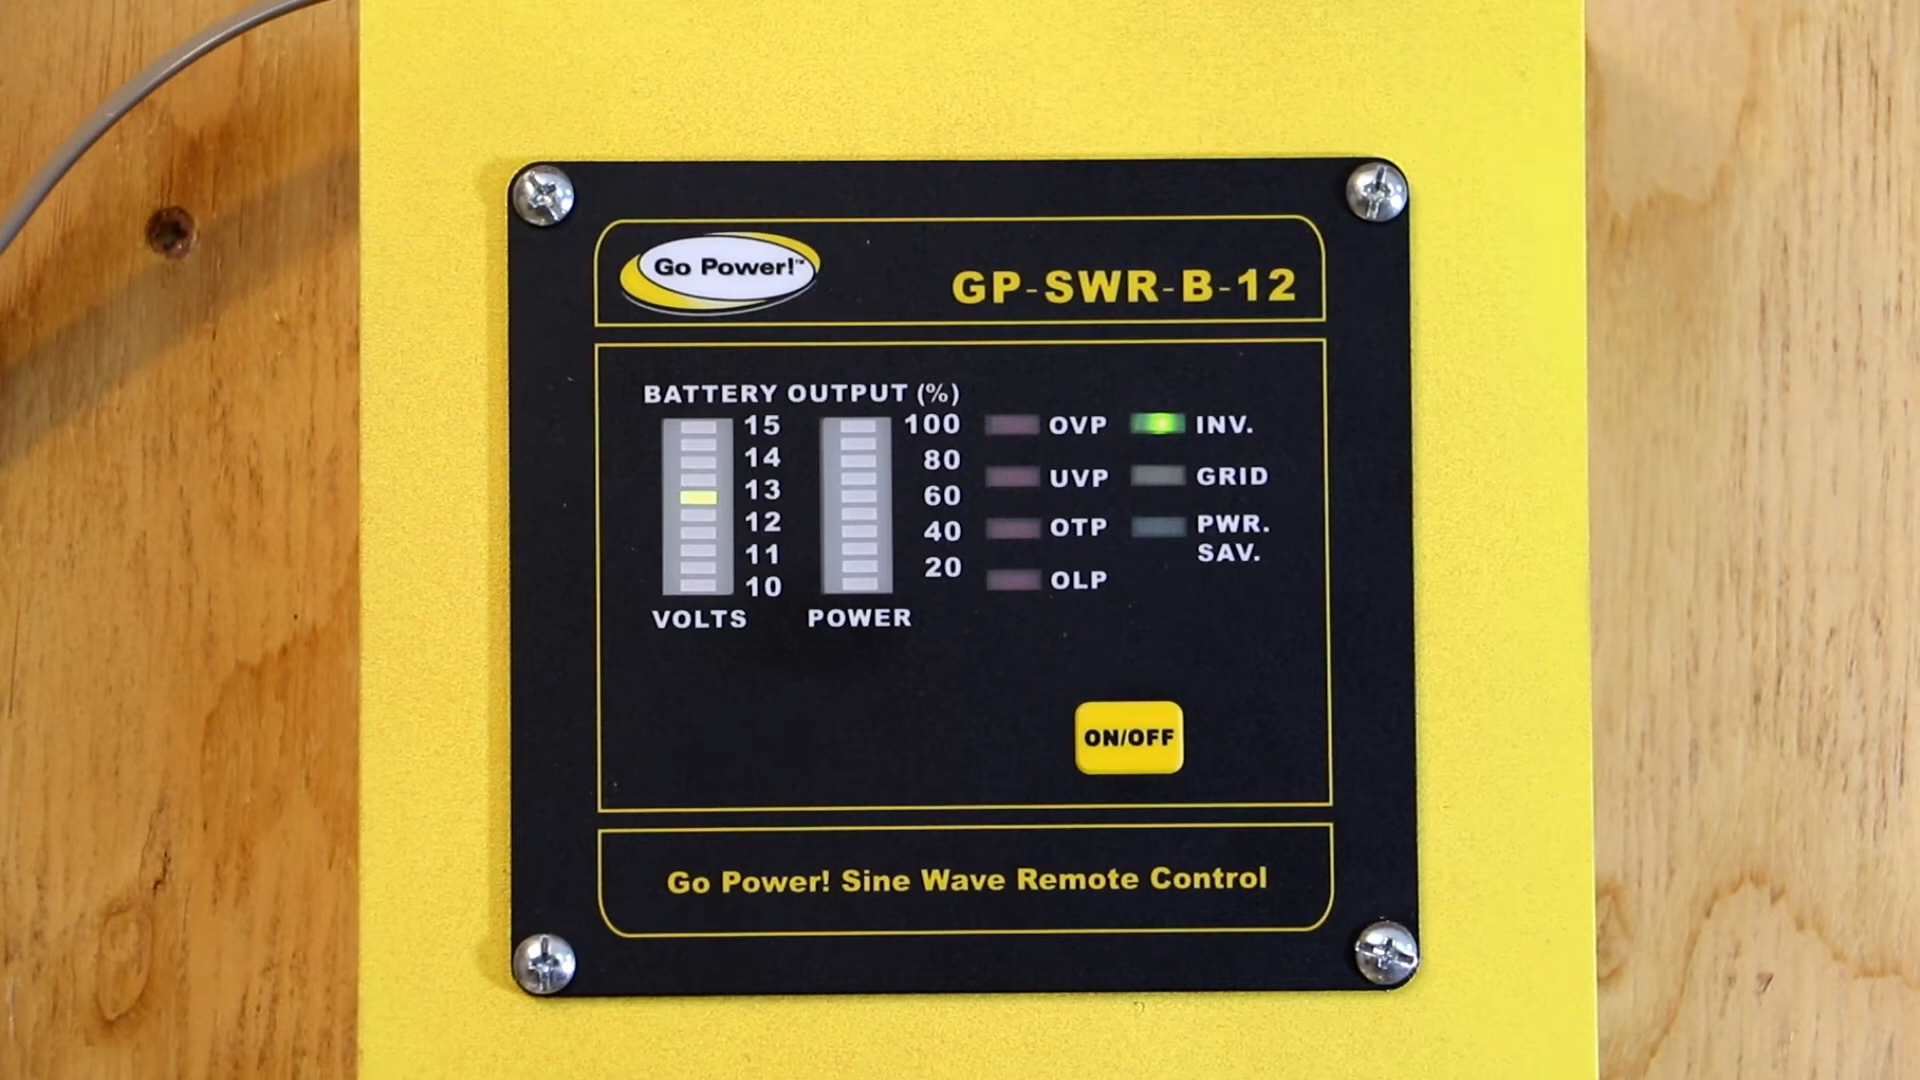 Go Power!™
GP-SWR-B-12
BATTERY OUTPUT (%)
15
14
13
12
11
10
VOLTS
100
80
60
40
20
POWER
OVP
UVP
OTP
OLP
INV.
GRID
PWR.
SAV.
ON/OFF
Go Power! Sine Wave Remote Control